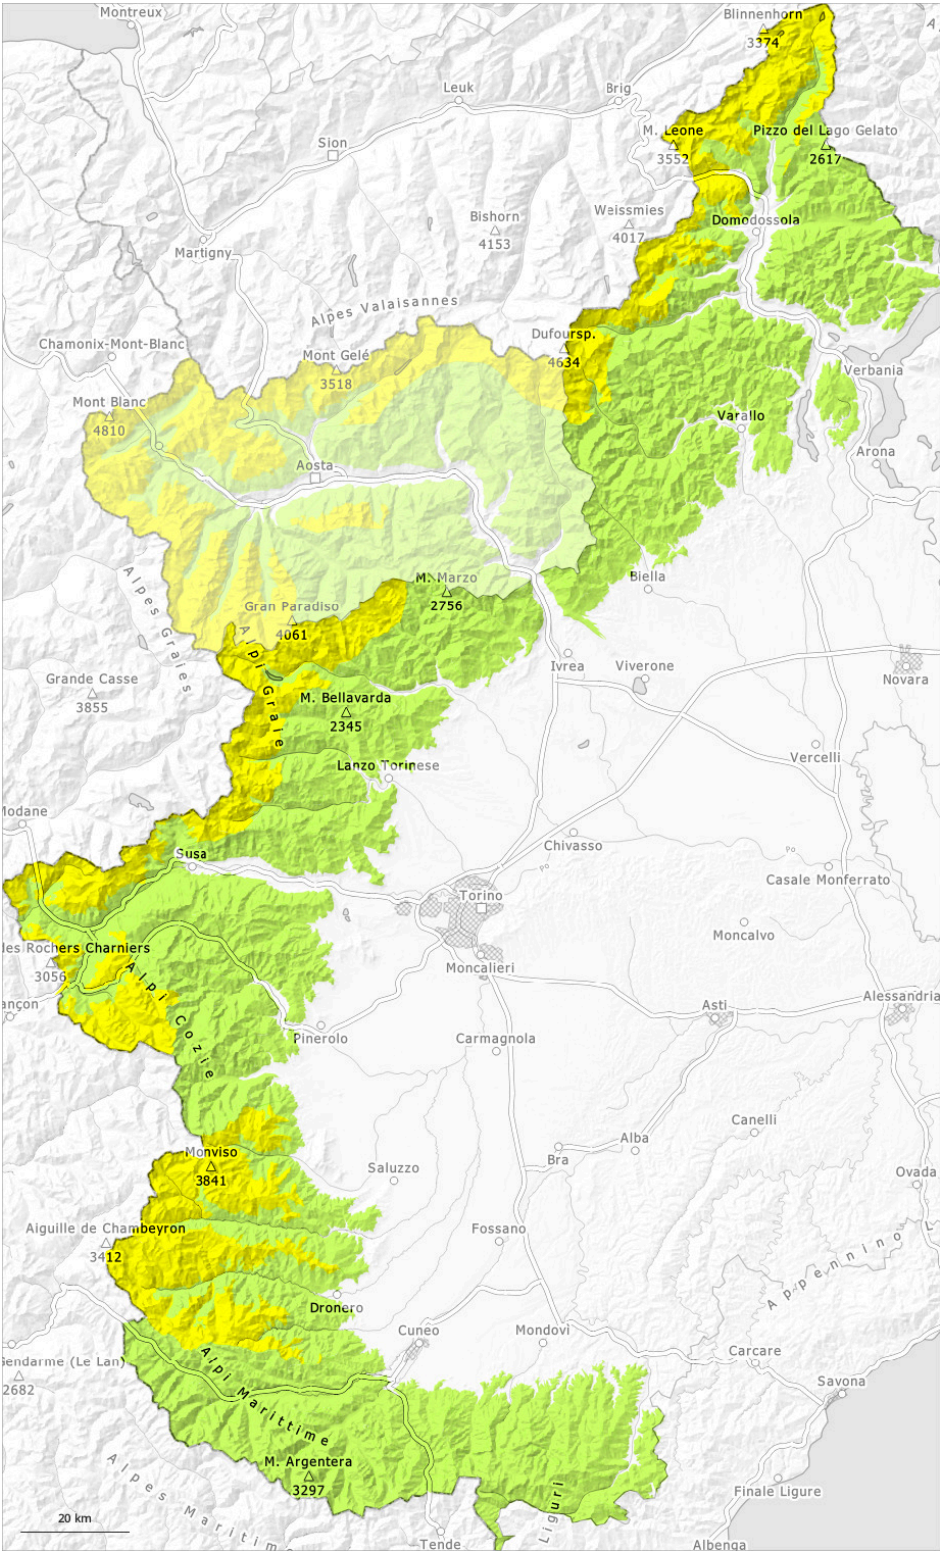 Montreux
Blinnenhorn
3374
Leuk
Brig
Sion
M. Leone
3552
Pizzo del Lago Gelato
2617
Bishorn
4153
Weissmies
4017
Domodossola
Martigny
Alpes Valaisannes
Chamonix-Mont-Blanc
Mont Gelé
3518
Dufoursp.
4634
Verbania
Mont Blanc
4810
Varallo
Arona
Aosta
Alpes Graies
M. Marzo
2756
Biella
Gran Paradiso
4061
Alpi Graie
Ivrea
Viverone
Novara
Grande Casse
3855
M. Bellavarda
2345
Vercelli
Lanzo Torinese
Modane
Chivasso
Po
Po
Susa
Casale Monferrato
Torino
Moncalvo
des Rochers Charniers
3056
Moncalieri
Alpi Cozie
ançon
Asti
Alessandria
Pinerolo
Carmagnola
Canelli
Alba
Bra
Monviso
3841
Saluzzo
Ovada
Aiguille de Chambeyron
3412
Fossano
Appennino L
Dronero
Cuneo
Mondovì
Carcare
Gendarme (Le Lan
2682
Alpi Marittime
Savona
M. Argentera
3297
Alpes Maritime
Liguri
Finale Ligure
20 km
Tende
Albenga